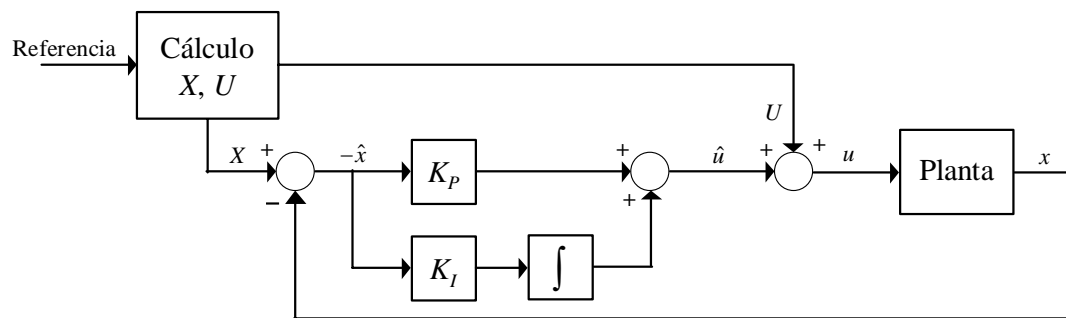 Referencia
Cálculo
X, U
U
X
+
−
−x̂
K_P
K_I
∫
+
+
û
+
+
u
Planta
x